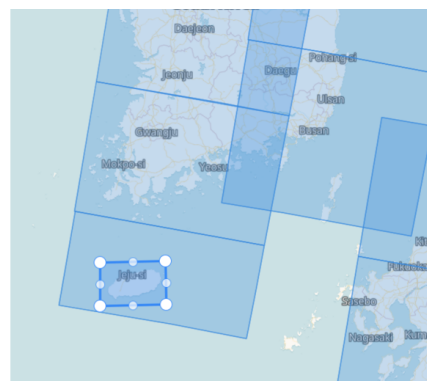 Daejeon
Pohang-si
Jeonju
Daegu
Ulsan
Gwangju
Busan
Mokpo-si
Yeosu
Jeju-si
Fukuoka
Sasebo
Nagasaki